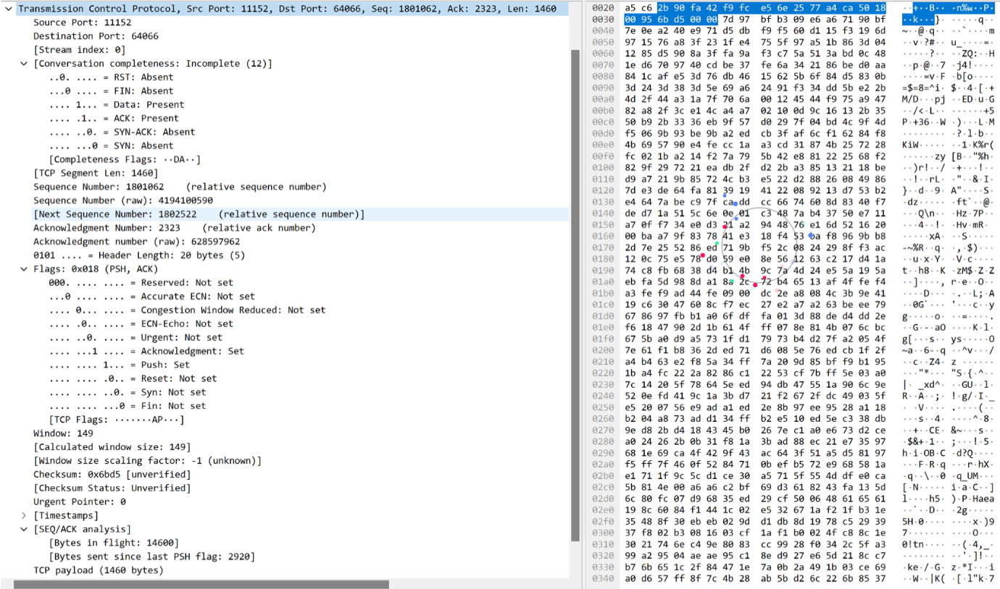 Transmission Control Protocol, Src Port: 11152, Dst Port: 64066, Seq: 1801062, Ack: 2323, Len: 1460
Source Port: 11152
Destination Port: 64066
[Stream index: 0]
[Conversation completeness: Incomplete (12)]
..0. .... = RST: Absent
...0 .... = FIN: Absent
.... 1... = Data: Present
.... .1.. = ACK: Present
.... ..0. = SYN-ACK: Absent
.... ...0 = SYN: Absent
[Completeness Flags: ··DA··]
[TCP Segment Len: 1460]
Sequence Number: 1801062    (relative sequence number)
Sequence Number (raw): 4194100590
[Next Sequence Number: 1802522    (relative sequence number)]
Acknowledgment Number: 2323    (relative ack number)
Acknowledgment number (raw): 628597962
0101 .... = Header Length: 20 bytes (5)
Flags: 0x018 (PSH, ACK)
000. .... .... = Reserved: Not set
...0 .... .... = Accurate ECN: Not set
.... 0... .... = Congestion Window Reduced: Not set
.... .0.. .... = ECN-Echo: Not set
.... ..0. .... = Urgent: Not set
.... ...1 .... = Acknowledgment: Set
.... .... 1... = Push: Set
.... .... .0.. = Reset: Not set
.... .... ..0. = Syn: Not set
.... .... ...0 = Fin: Not set
[TCP Flags: ·······AP···]
Window: 149
[Calculated window size: 149]
[Window size scaling factor: -1 (unknown)]
Checksum: 0x6bd5 [unverified]
[Checksum Status: Unverified]
Urgent Pointer: 0
[Timestamps]
[SEQ/ACK analysis]
[Bytes in flight: 14600]
[Bytes sent since last PSH flag: 2920]
TCP payload (1460 bytes)
0020 a5 c6 2b 90 fa 42 f9 fc e5 6e 25 77 a4 ca 50 18
0030 00 95 6b d5 00 00 7d 97 bf b3 09 e6 a6 71 90 bf
0040 7e 0e a2 40 e9 71 d5 db f9 f5 60 d1 15 f3 19 6d
0050 97 15 76 a8 3f 23 1f e4 75 5f 97 a5 1b 86 3d 04
0060 12 85 d5 90 8a 3f fa 9a f3 c7 5a 51 3a bd 0c 48
0070 1e d6 70 97 40 cd be 37 fe 6a 34 21 86 be d0 aa
0080 84 1c af e5 3d 76 db 46 15 62 5b 6f 84 d5 83 0b
0090 3d 24 3d 38 3d 5e 69 a6 24 91 f3 34 dd 5b e2 2b
00a0 4d 2f 44 a3 1a 7f 70 6a 00 12 45 44 f9 75 a9 47
00b0 82 a8 2f 3c e1 4c a4 a7 02 10 0d 9c 16 13 2b 35
00c0 50 b9 2b 33 36 eb 9f 57 d0 29 7f 04 bd 4c 9f 4d
00d0 f5 06 9b 93 be 9b a2 ed cb 3f af 6c f1 62 84 f8
00e0 4b 69 57 90 e4 fe cc 1a a3 cd 31 87 4b 25 72 28
00f0 fc 02 1b a2 14 f2 7a 79 5b 42 e8 81 22 25 68 f2
0100 82 9f 29 72 21 ea db 2f d2 2b a3 85 13 21 18 be
0110 d9 a7 21 9b 85 72 4c b3 e5 22 d2 88 26 08 49 86
0120 7d e3 de 64 fa 81 39 19 41 22 08 92 13 d7 53 b2
0130 e4 64 7a be c9 7f ca dd cc 66 74 60 8d 83 40 f7
0140 de d7 1a 51 5c 6e 0e 01 c3 48 7a b4 37 50 e7 11
0150 a7 0f f7 34 e0 d3 21 a2 94 48 76 e1 6d 52 16 20
0160 00 ba a7 9f 83 78 41 e3 18 f4 53 ba f8 96 9b b8
0170 2d 7e 25 52 86 ed 71 9b f5 2c 08 24 29 8f f3 ac
0180 12 0c 75 e5 78 d0 59 e0 8e 56 12 63 c2 17 d4 1a
0190 74 c8 fb 68 38 d4 b1 4b 9c 7a 4d 24 e5 5a 19 5a
01a0 eb fa 5d 98 8d a1 8a 2c 72 b4 65 13 af 4f fe f4
01b0 a3 fe f9 ad 44 fe 09 00 dc 2e a8 08 4c 3b 9e 41
01c0 19 c6 30 47 60 8c f7 ec 27 e2 a7 a2 63 be ee 79
01d0 67 86 97 fb b1 a0 6f df fa 01 3d 88 de d4 dd 2e
01e0 f6 18 47 90 2d 1b 61 4f ff 07 8e 81 4b 07 6c bc
01f0 67 5b a0 d9 a5 73 1f d1 79 73 b4 d2 7f a2 05 4f
0200 7e 61 f1 b8 36 2d ed 71 d6 08 5e 76 ed cb 1f 2f
0210 a4 b4 63 e2 f8 5a 34 ff 7a 20 9d 85 bf f9 b1 95
0220 1b a4 fc 22 2a 82 86 c1 22 53 cf 7b ff 5e 03 a0
0230 7c 14 20 5f 78 64 5e ed 94 db 47 55 1a 90 6c 9e
0240 52 0e fd 41 9c 1a 3b d7 21 f2 67 2f dc 49 03 5f
0250 e5 20 07 56 e9 ad a1 ed 2e 8b 97 ee 95 28 a1 18
0260 b2 04 a8 73 ad d1 34 ff b2 e5 10 ed 5e c3 38 db
0270 9e d8 2b d4 18 43 45 b0 26 7e c1 a0 e6 73 d2 ce
0280 a0 24 26 2b 0b 31 f8 1a 3b ad 88 ec 21 e7 35 97
0290 68 1e 69 ca 4f 42 9f 43 ac 64 3f 51 a5 d5 81 97
02a0 f5 ff 7f 46 0f 52 84 71 0b ef b5 72 e9 68 58 1a
02b0 e1 71 1f 9c 5c d1 ce 30 a5 71 5f 55 4d df e0 ca
02c0 5b 81 4e 00 a6 a6 c2 bf 69 d3 61 82 43 fa 13 5d
02d0 6c 80 fc 07 d9 68 35 ed 29 cf 50 06 48 61 65 61
02e0 19 8c 60 84 f1 44 1c 02 e5 32 67 1a f2 1f b3 1e
02f0 35 48 8f 30 eb eb 02 9d d1 db 8d 19 78 c5 29 39
0300 37 f8 02 b3 08 16 03 cf 1a f1 b0 02 4f c8 8c 1e
0310 30 21 74 6e c4 9e 80 83 cc 99 28 f0 34 2c 5f a3
0320 99 a2 95 04 ae ae 95 c1 8e d9 27 e6 5d 21 8c c7
0330 b7 6b 65 1c 2f 84 47 1e 7a 0b 2a 49 1b 03 ce 69
0340 a0 d6 57 ff 8f 7c 4b 28 ab 5b d2 6c 22 6b 85 37